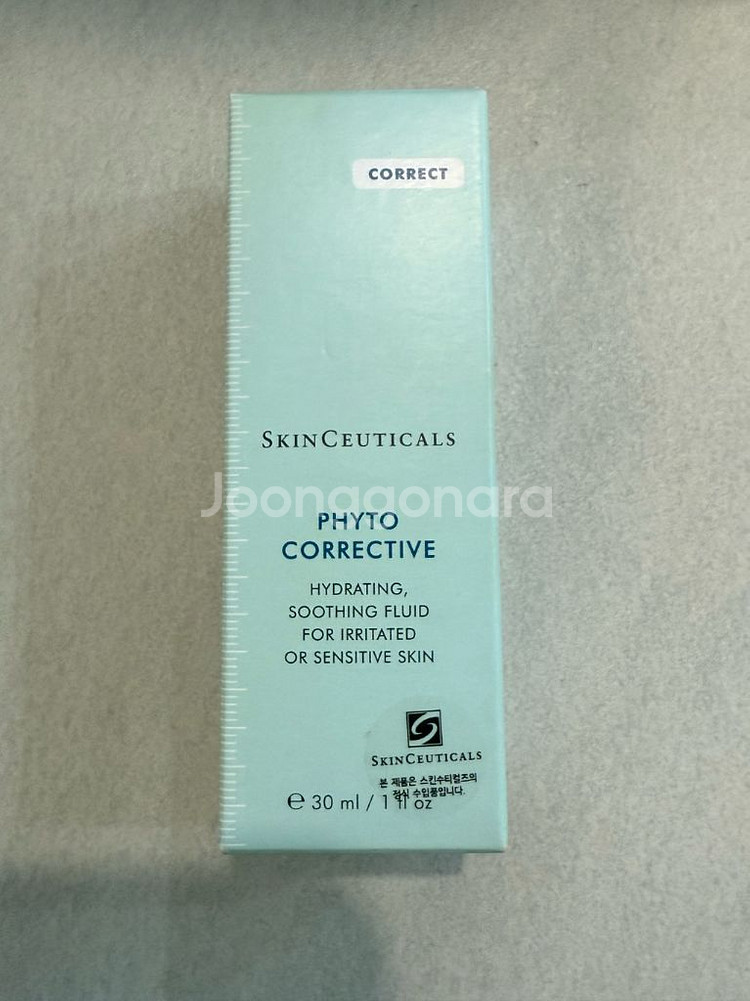 CORRECT
SKINCEUTICALS
Joonggonara
PHYTO
CORRECTIVE
HYDRATING,
SOOTHING FLUID
FOR IRRITATED
OR SENSITIVE SKIN
SKINCEUTICALS
본 제품은 스킨수티컬즈의
정식 수입품입니다.
℮ 30 ml / 1 fl oz